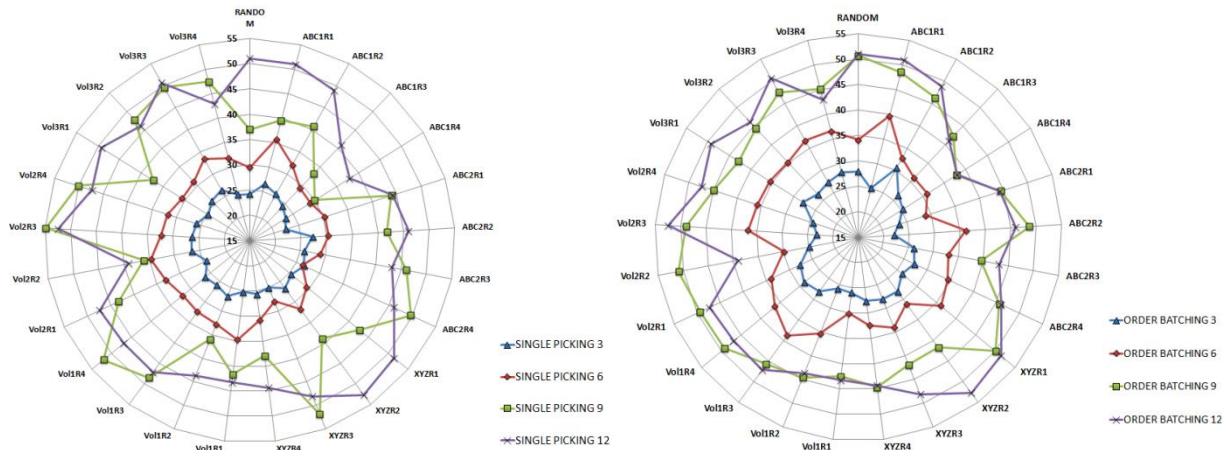 RANDO
M
ABC1R1
ABC1R2
ABC1R3
ABC1R4
ABC2R1
ABC2R2
ABC2R3
ABC2R4
XYZR1
XYZR2
XYZR3
XYZR4
Vol1R1
Vol1R2
Vol1R3
Vol1R4
Vol2R1
Vol2R2
Vol2R3
Vol2R4
Vol3R1
Vol3R2
Vol3R3
Vol3R4
55
50
45
40
35
30
25
20
15
SINGLE PICKING 3
SINGLE PICKING 6
SINGLE PICKING 9
SINGLE PICKING 12
RANDOM
ABC1R1
ABC1R2
ABC1R3
ABC1R4
ABC2R1
ABC2R2
ABC2R3
ABC2R4
XYZR1
XYZR2
XYZR3
XYZR4
Vol1R1
Vol1R2
Vol1R3
Vol1R4
Vol2R1
Vol2R2
Vol2R3
Vol2R4
Vol3R1
Vol3R2
Vol3R3
Vol3R4
55
50
45
40
35
30
25
20
15
ORDER BATCHING 3
ORDER BATCHING 6
ORDER BATCHING 9
ORDER BATCHING 12